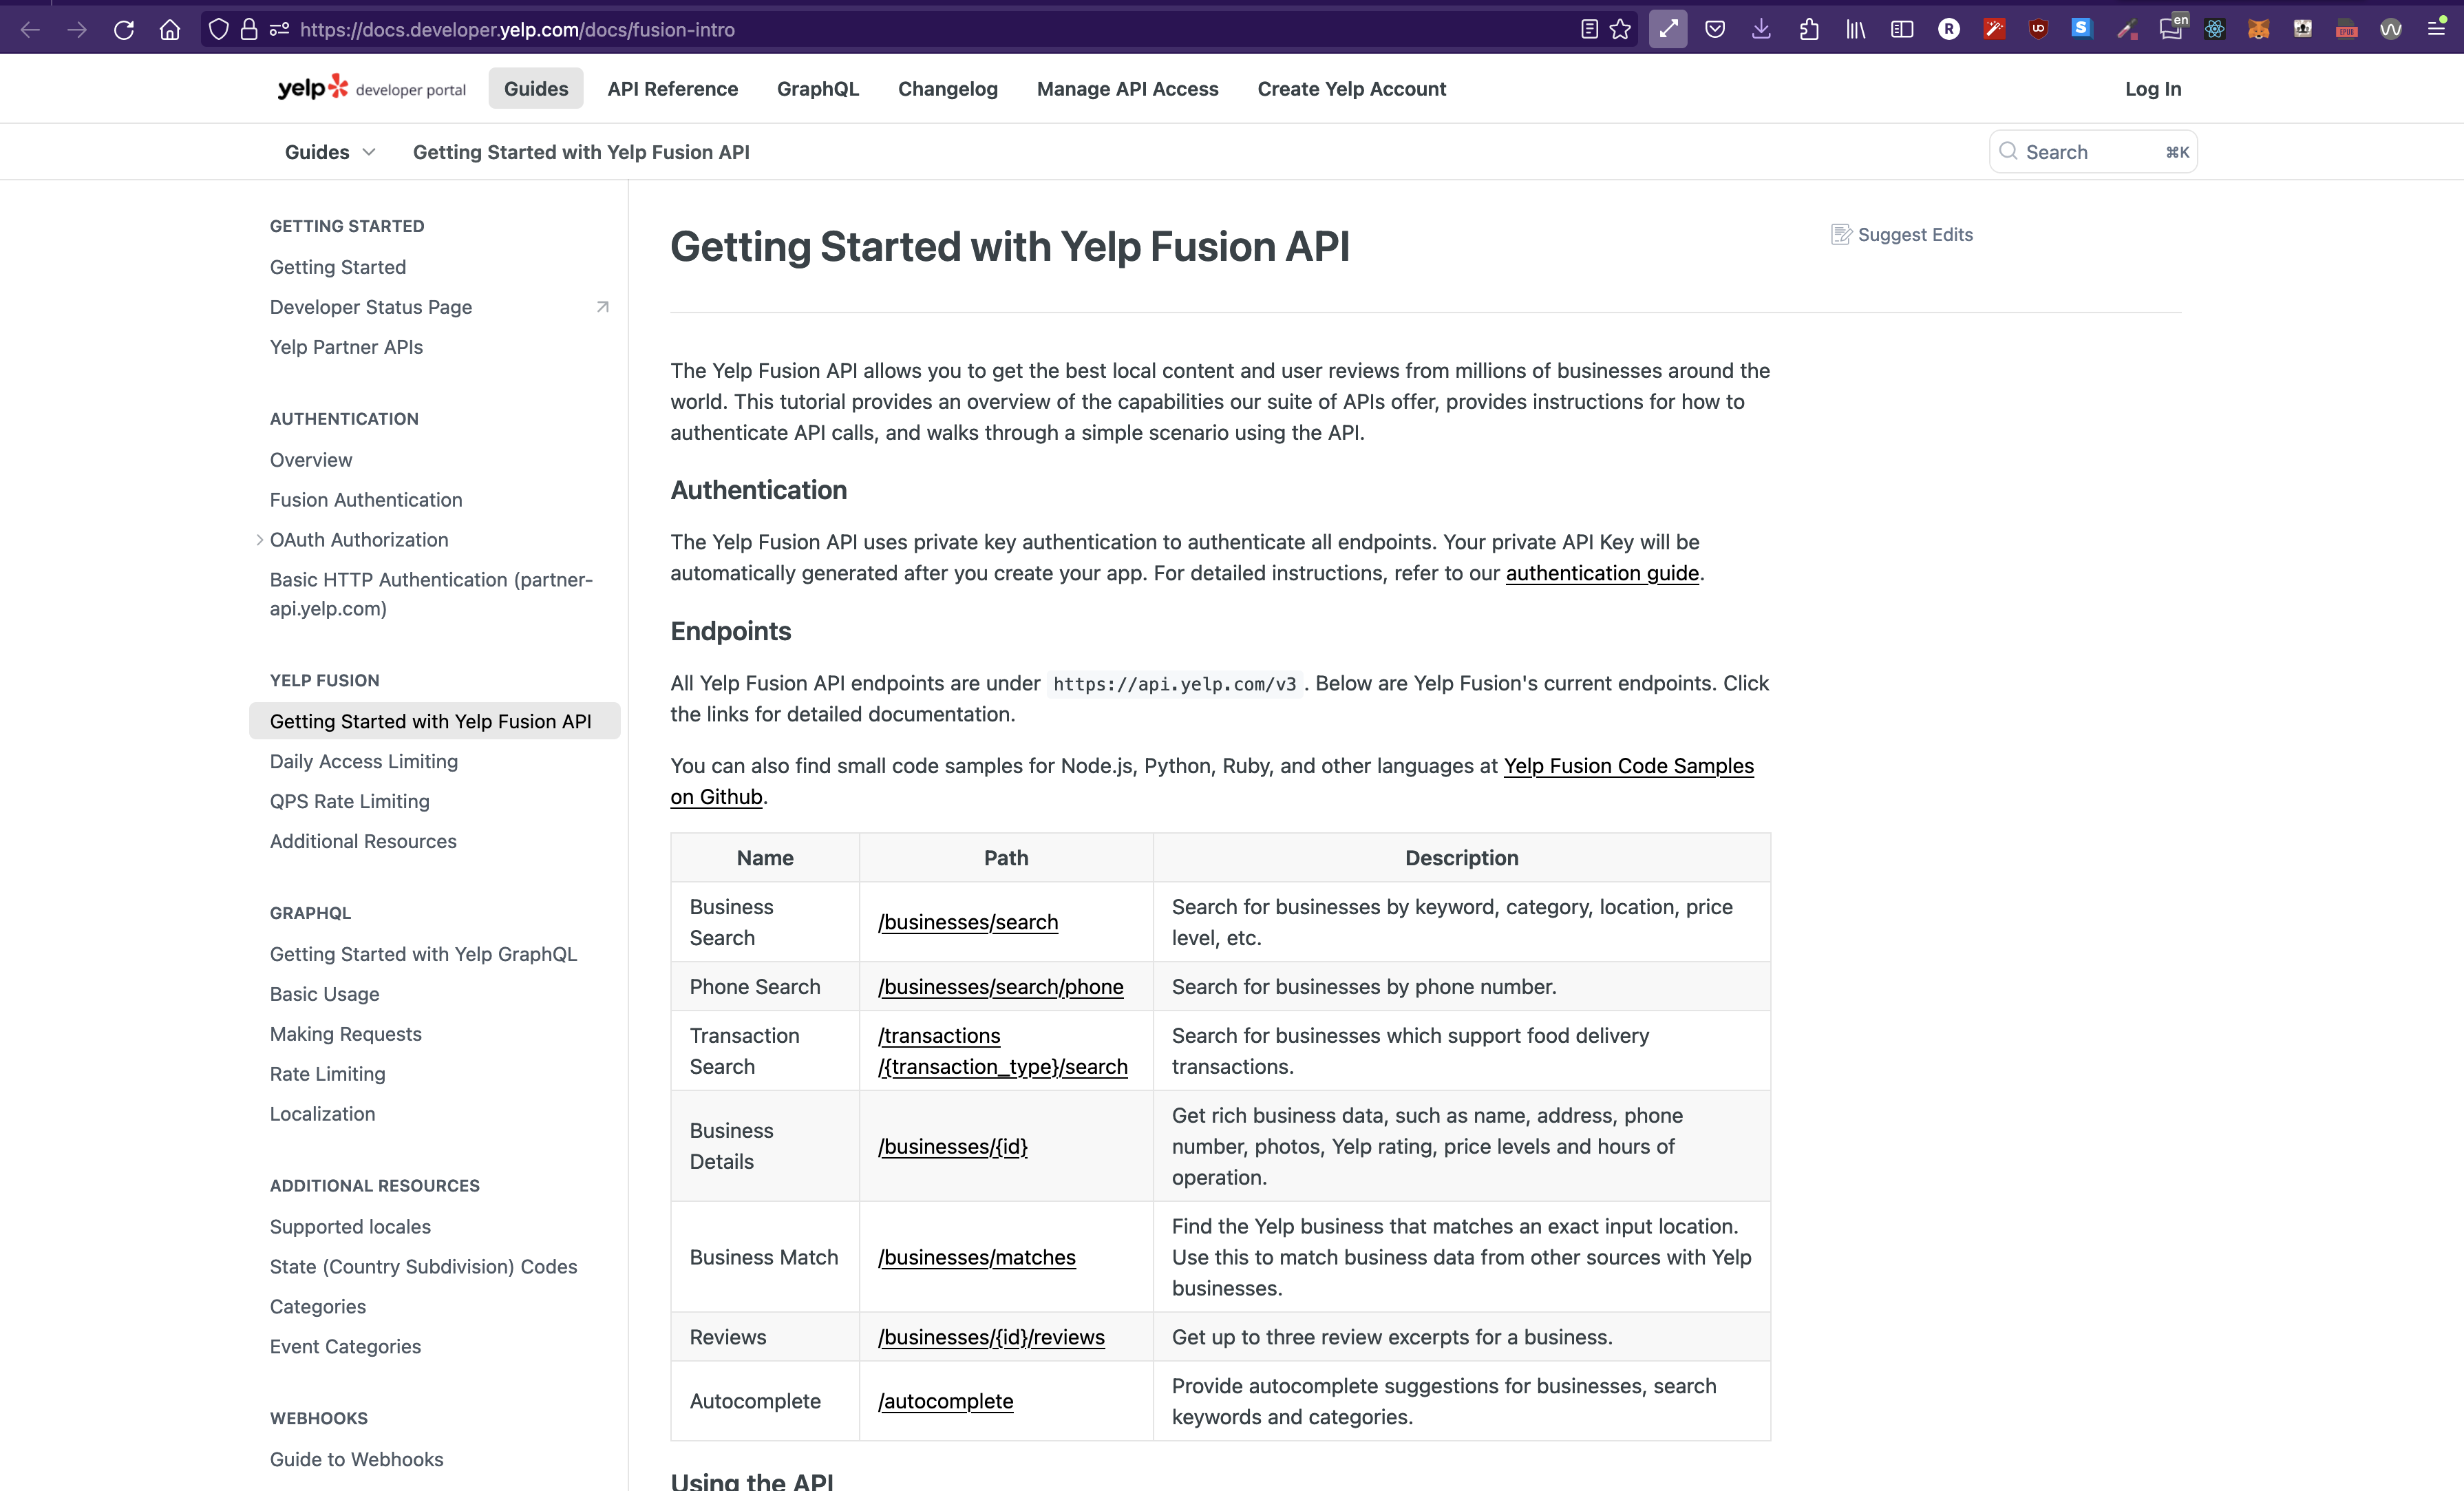 https://docs.developer.yelp.com/docs/fusion-intro
en
yelp developer portal
Guides
API Reference
GraphQL
Changelog
Manage API Access
Create Yelp Account
Log In
Guides
Getting Started with Yelp Fusion API
Search
⌘K
GETTING STARTED
Getting Started
Developer Status Page
Yelp Partner APIs
AUTHENTICATION
Overview
Fusion Authentication
OAuth Authorization
Basic HTTP Authentication (partner-
api.yelp.com)
YELP FUSION
Getting Started with Yelp Fusion API
Daily Access Limiting
QPS Rate Limiting
Additional Resources
GRAPHQL
Getting Started with Yelp GraphQL
Basic Usage
Making Requests
Rate Limiting
Localization
ADDITIONAL RESOURCES
Supported locales
State (Country Subdivision) Codes
Categories
Event Categories
WEBHOOKS
Guide to Webhooks
Getting Started with Yelp Fusion API
Suggest Edits
The Yelp Fusion API allows you to get the best local content and user reviews from millions of businesses around the
world. This tutorial provides an overview of the capabilities our suite of APIs offer, provides instructions for how to
authenticate API calls, and walks through a simple scenario using the API.
Authentication
The Yelp Fusion API uses private key authentication to authenticate all endpoints. Your private API Key will be
automatically generated after you create your app. For detailed instructions, refer to our authentication guide.
Endpoints
All Yelp Fusion API endpoints are under https://api.yelp.com/v3 . Below are Yelp Fusion's current endpoints. Click
the links for detailed documentation.
You can also find small code samples for Node.js, Python, Ruby, and other languages at Yelp Fusion Code Samples
on Github.
Name
Path
Description
Business
Search
/businesses/search
Search for businesses by keyword, category, location, price
level, etc.
Phone Search
/businesses/search/phone
Search for businesses by phone number.
Transaction
Search
/transactions
/{transaction_type}/search
Search for businesses which support food delivery
transactions.
Business
Details
/businesses/{id}
Get rich business data, such as name, address, phone
number, photos, Yelp rating, price levels and hours of
operation.
Business Match
/businesses/matches
Find the Yelp business that matches an exact input location.
Use this to match business data from other sources with Yelp
businesses.
Reviews
/businesses/{id}/reviews
Get up to three review excerpts for a business.
Autocomplete
/autocomplete
Provide autocomplete suggestions for businesses, search
keywords and categories.
Using the API